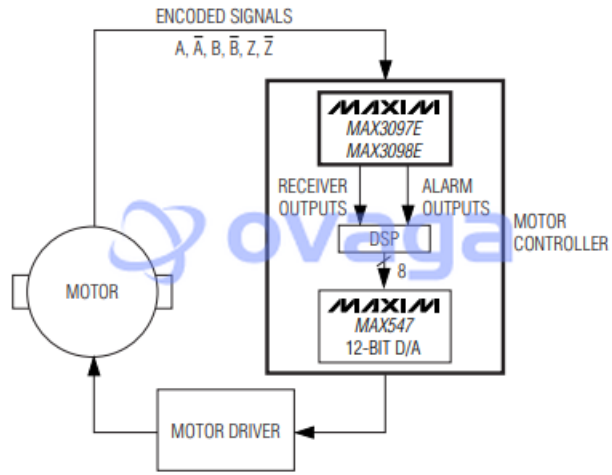 ENCODED SIGNALS
A, A̅, B, B̅, Z, Z̅
MAXIM
MAX3097E
MAX3098E
RECEIVER
OUTPUTS
ALARM
OUTPUTS
MOTOR
CONTROLLER
DSP
8
ovaga
MOTOR
MAXIM
MAX547
12-BIT D/A
MOTOR DRIVER